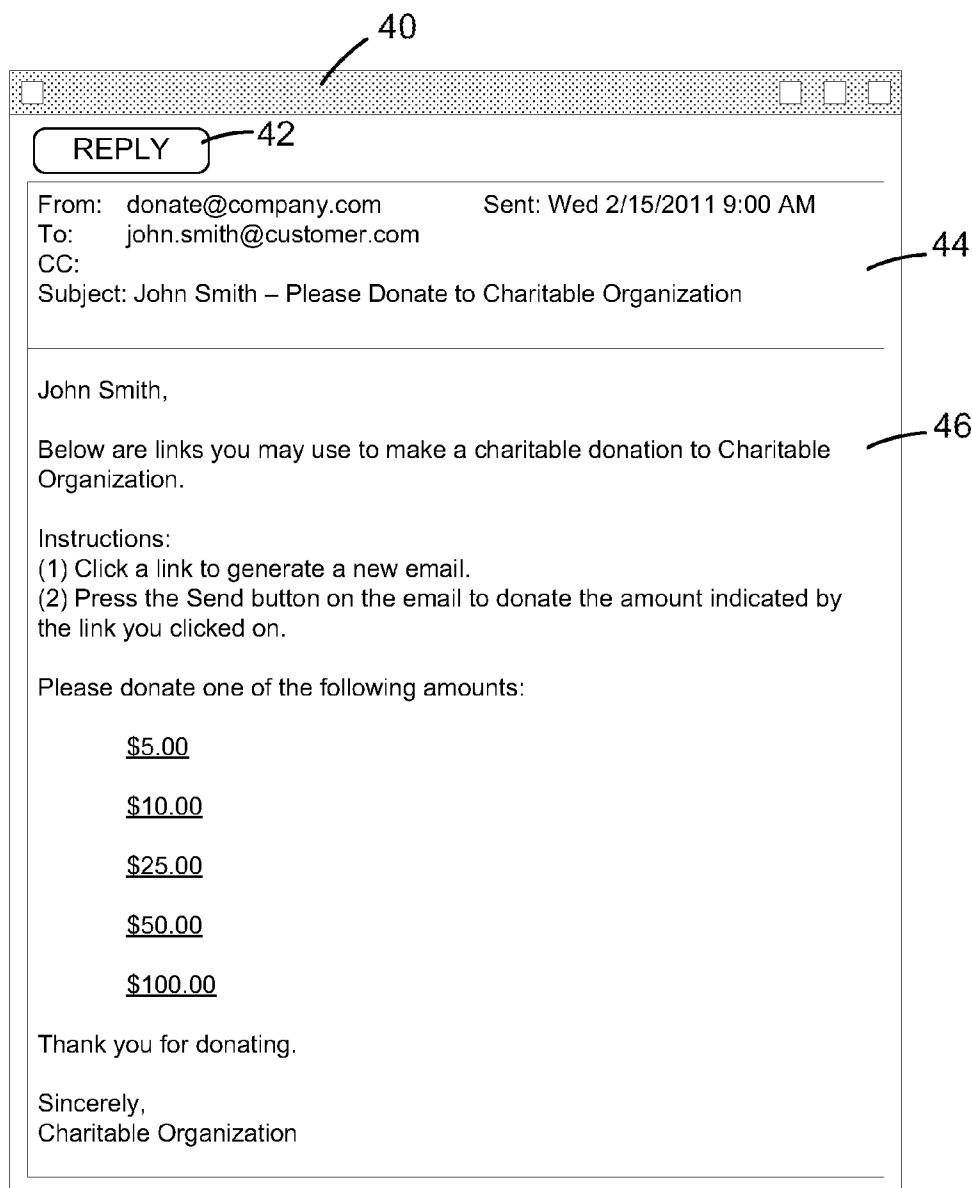 40
REPLY
42
From: donate@company.com Sent: Wed 2/15/2011 9:00 AM
To: john.smith@customer.com
44
CC:
Subject: John Smith – Please Donate to Charitable Organization
John Smith,
46
Below are links you may use to make a charitable donation to Charitable
Organization.
Instructions:
(1) Click a link to generate a new email.
(2) Press the Send button on the email to donate the amount indicated by
the link you clicked on.
Please donate one of the following amounts:
$5.00
$10.00
$25.00
$50.00
$100.00
Thank you for donating.
Sincerely,
Charitable Organization